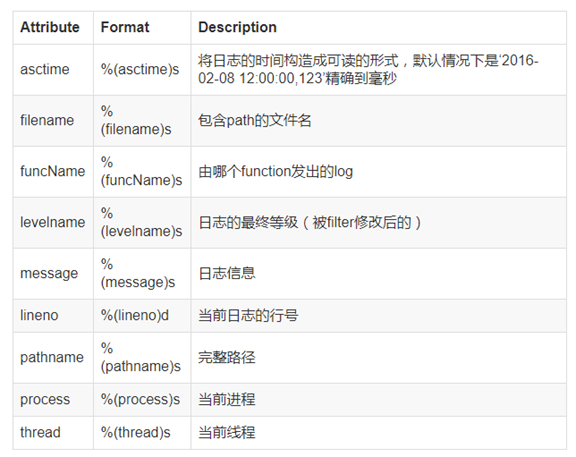 Attribute Format Description
asctime %(asctime)s 将日志的时间构造成可读的形式，默认情况下是‘2016-
02-08 12:00:00,123’精确到毫秒
filename %
(filename)s 包含path的文件名
funcName %
(funcName)s 由哪个function发出的log
levelname %
(levelname)s 日志的最终等级（被filter修改后的）
message %
(message)s 日志信息
lineno %(lineno)d 当前日志的行号
pathname %
(pathname)s 完整路径
process %(process)s 当前进程
thread %(thread)s 当前线程